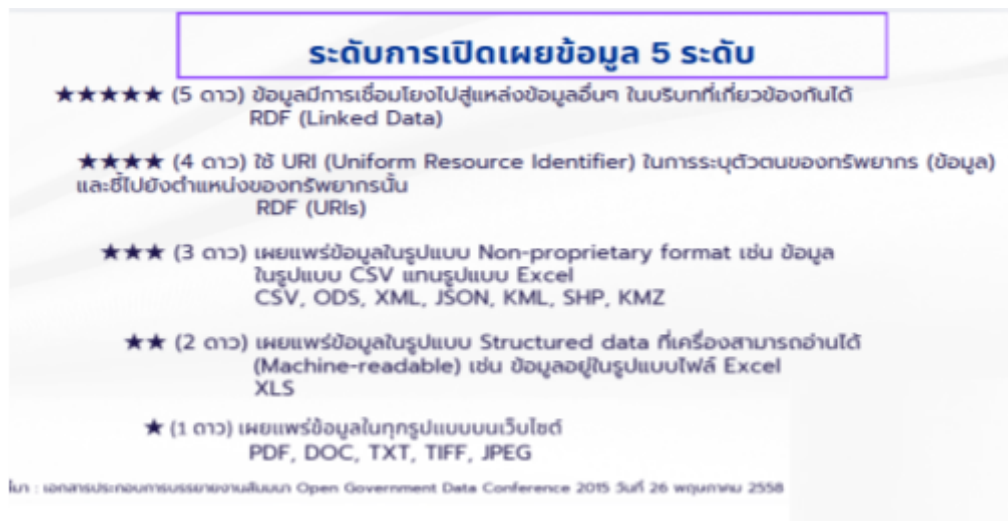 ระดับการเปิดเผยข้อมูล 5 ระดับ
★★★★★ (5 ดาว) ข้อมูลมีการเชื่อมโยงไปสู่แหล่งข้อมูลอื่นๆ ในบริบทที่เกี่ยวข้องกันได้
RDF (Linked Data)
★★★★ (4 ดาว) ใช้ URI (Uniform Resource Identifier) ในการระบุตัวตนของทรัพยากร (ข้อมูล)
และชี้ไปยังตำแหน่งของทรัพยากรนั้น
RDF (URIs)
★★★ (3 ดาว) เผยแพร่ข้อมูลในรูปแบบ Non-proprietary format เช่น ข้อมูล
ในรูปแบบ CSV แทนรูปแบบ Excel
CSV, ODS, XML, JSON, KML, SHP, KMZ
★★ (2 ดาว) เผยแพร่ข้อมูลในรูปแบบ Structured data ที่เครื่องสามารถอ่านได้
(Machine-readable) เช่น ข้อมูลอยู่ในรูปแบบไฟล์ Excel
XLS
★ (1 ดาว) เผยแพร่ข้อมูลในทุกรูปแบบบนเว็บไซต์
PDF, DOC, TXT, TIFF, JPEG
ที่มา : เอกสารประกอบการบรรยายงานสัมมนา Open Government Data Conference 2015 วันที่ 26 พฤษภาคม 2558